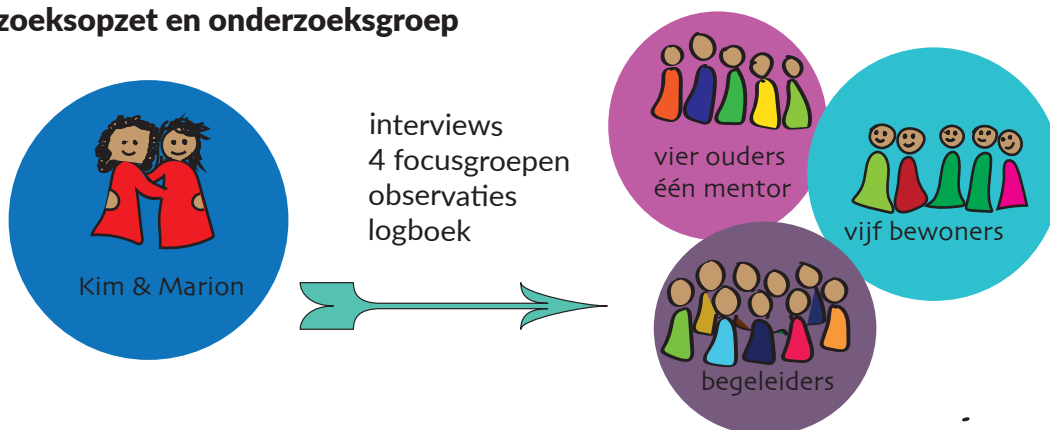 zoeksopzet en onderzoeksgroep
interviews
4 focusgroepen
observaties
logboek
Kim & Marion
vier ouders
één mentor
vijf bewoners
begeleiders